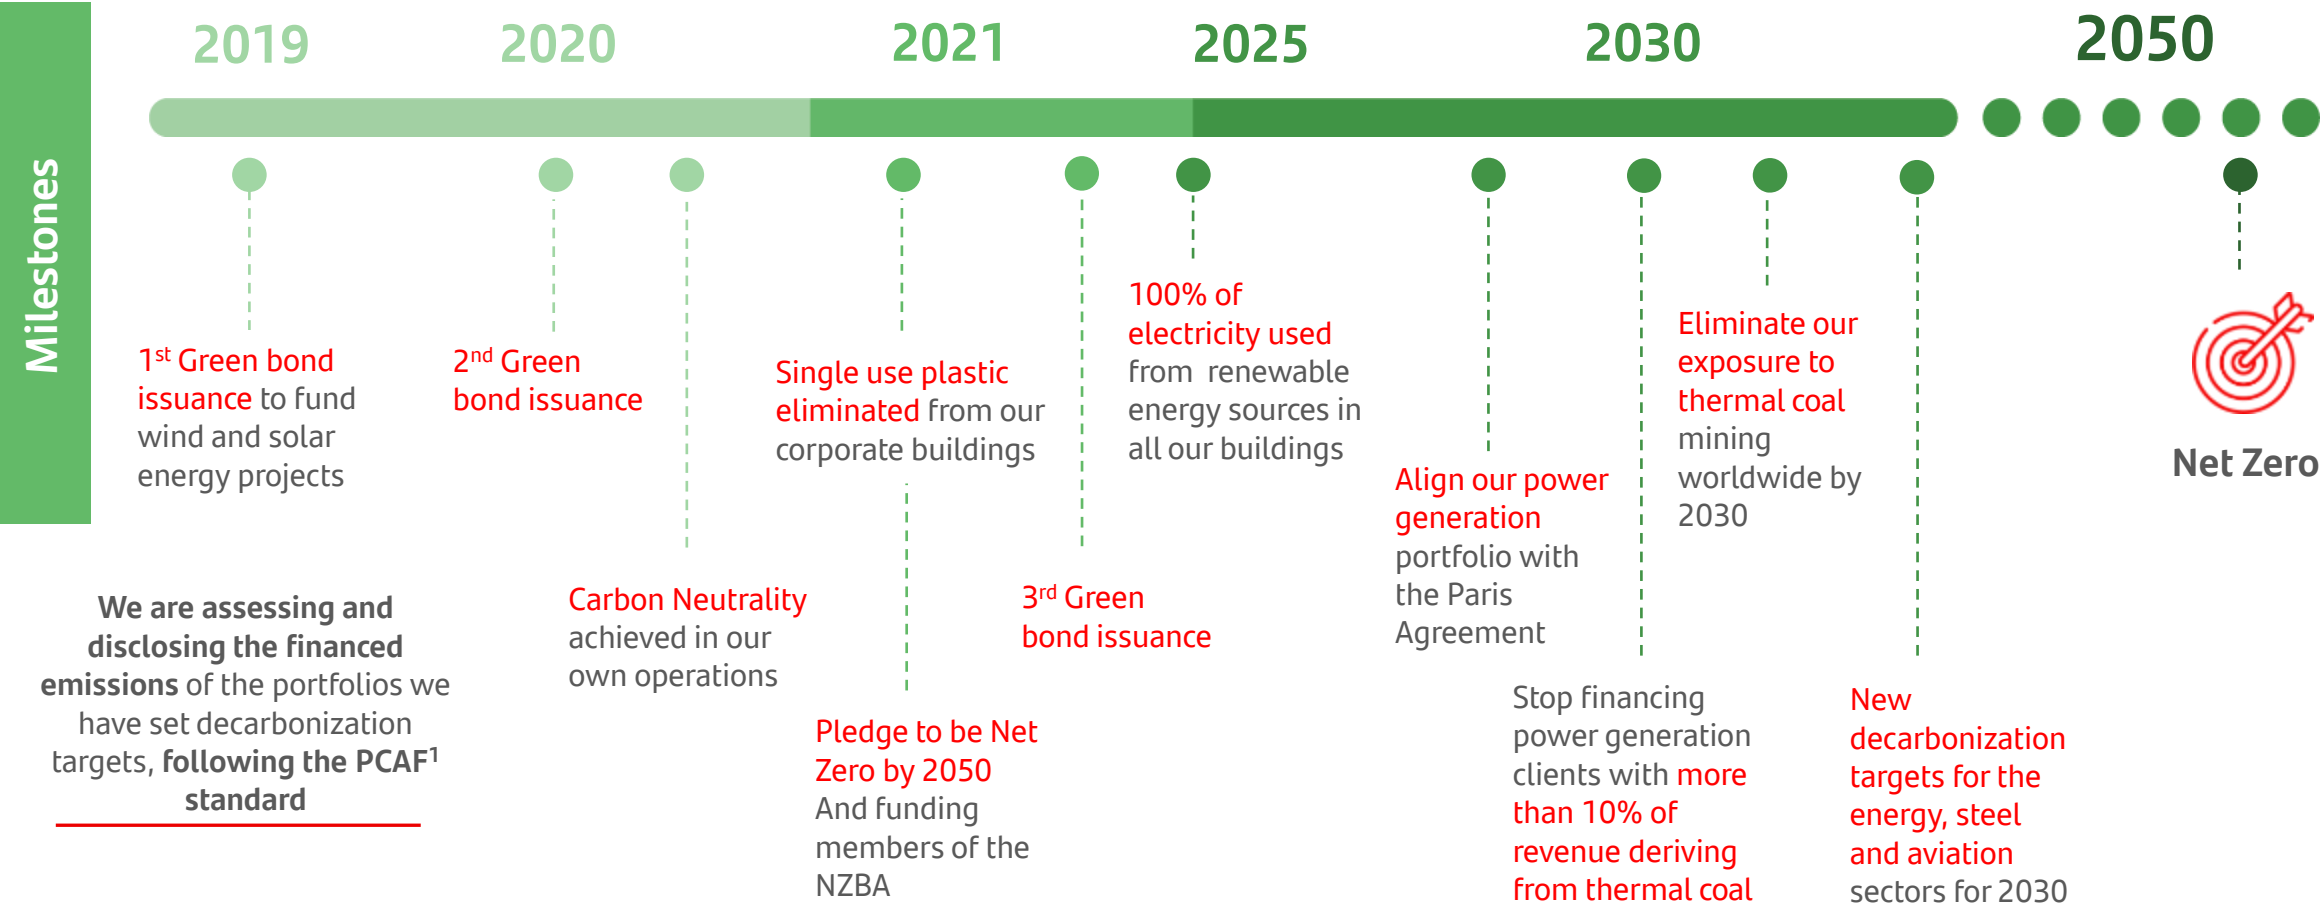 Milestones
2019
2020
2021
2025
2030
2050
1st Green bond
issuance to fund
wind and solar
energy projects
2nd Green
bond issuance
Carbon Neutrality
achieved in our
own operations
Single use plastic
eliminated from our
corporate buildings
Pledge to be Net
Zero by 2050
And funding
members of the
NZBA
3rd Green
bond issuance
100% of
electricity used
from renewable
energy sources in
all our buildings
Align our power
generation
portfolio with
the Paris
Agreement
Stop financing
power generation
clients with more
than 10% of
revenue deriving
from thermal coal
Eliminate our
exposure to
thermal coal
mining
worldwide by
2030
New
decarbonization
targets for the
energy, steel
and aviation
sectors for 2030
Net Zero
We are assessing and
disclosing the financed
emissions of the portfolios we
have set decarbonization
targets, following the PCAF1
standard